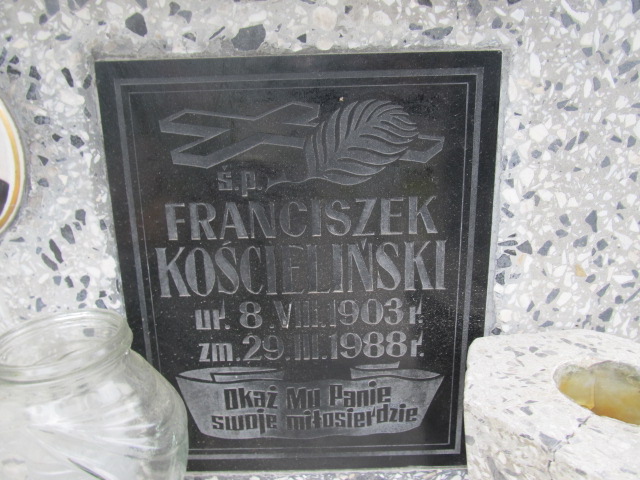 ś.p.
FRANCISZEK
KOŚCIELIŃSKI
ur. 8.VIII.1903 r.
zm. 29.III.1988 r.
Okaż Mu Panie
swoje miłosierdzie